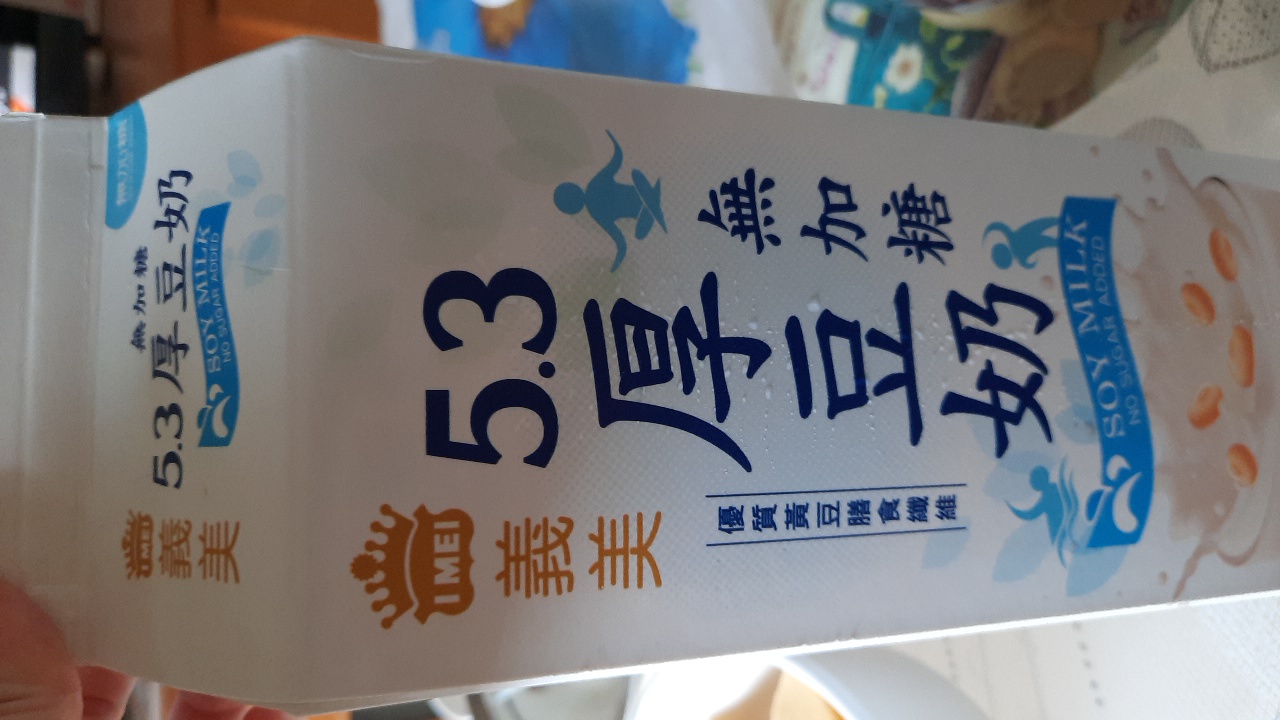 義美
無加糖
5.3厚豆奶
SOY MILK
NO SUGAR ADDED
IMEI
義美
5.3
厚豆奶
無加糖
優質黃豆膳食纖維
SOY MILK
NO SUGAR ADDED